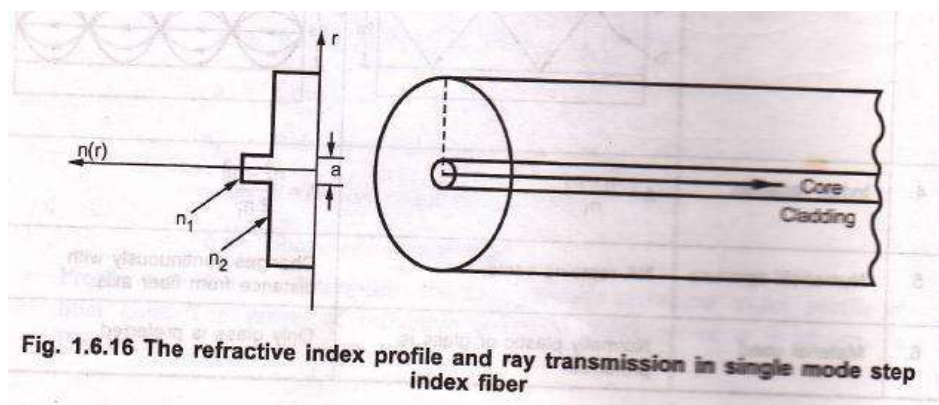 r
n(r)
a
n1
n2
Core
Cladding
Fig. 1.6.16 The refractive index profile and ray transmission in single mode step
index fiber